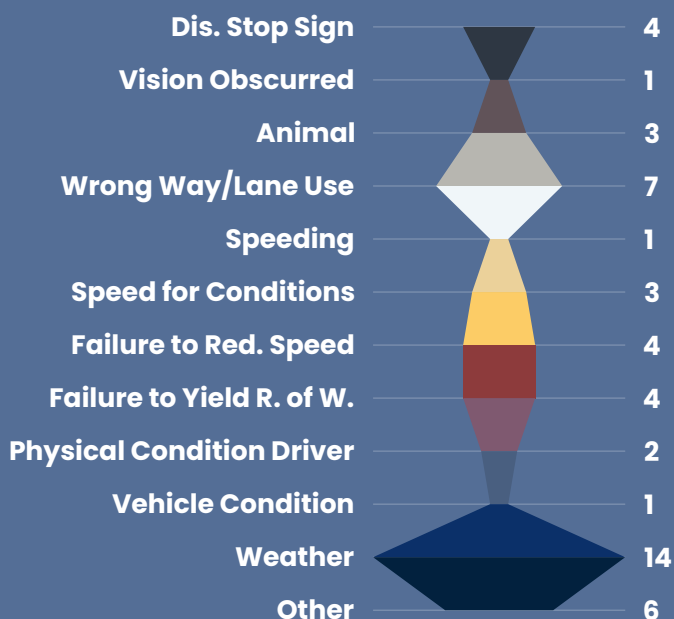 Dis. Stop Sign 4
Vision Obscurred 1
Animal 3
Wrong Way/Lane Use 7
Speeding 1
Speed for Conditions 3
Failure to Red. Speed 4
Failure to Yield R. of W. 4
Physical Condition Driver 2
Vehicle Condition 1
Weather 14
Other 6